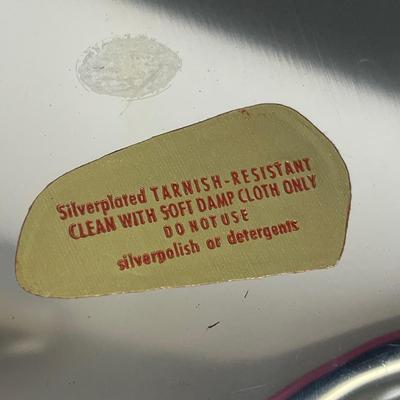 Silverplated TARNISH-RESISTANT
CLEAN WITH SOFT DAMP CLOTH ONLY
DO NOT USE
silverpolish or detergents